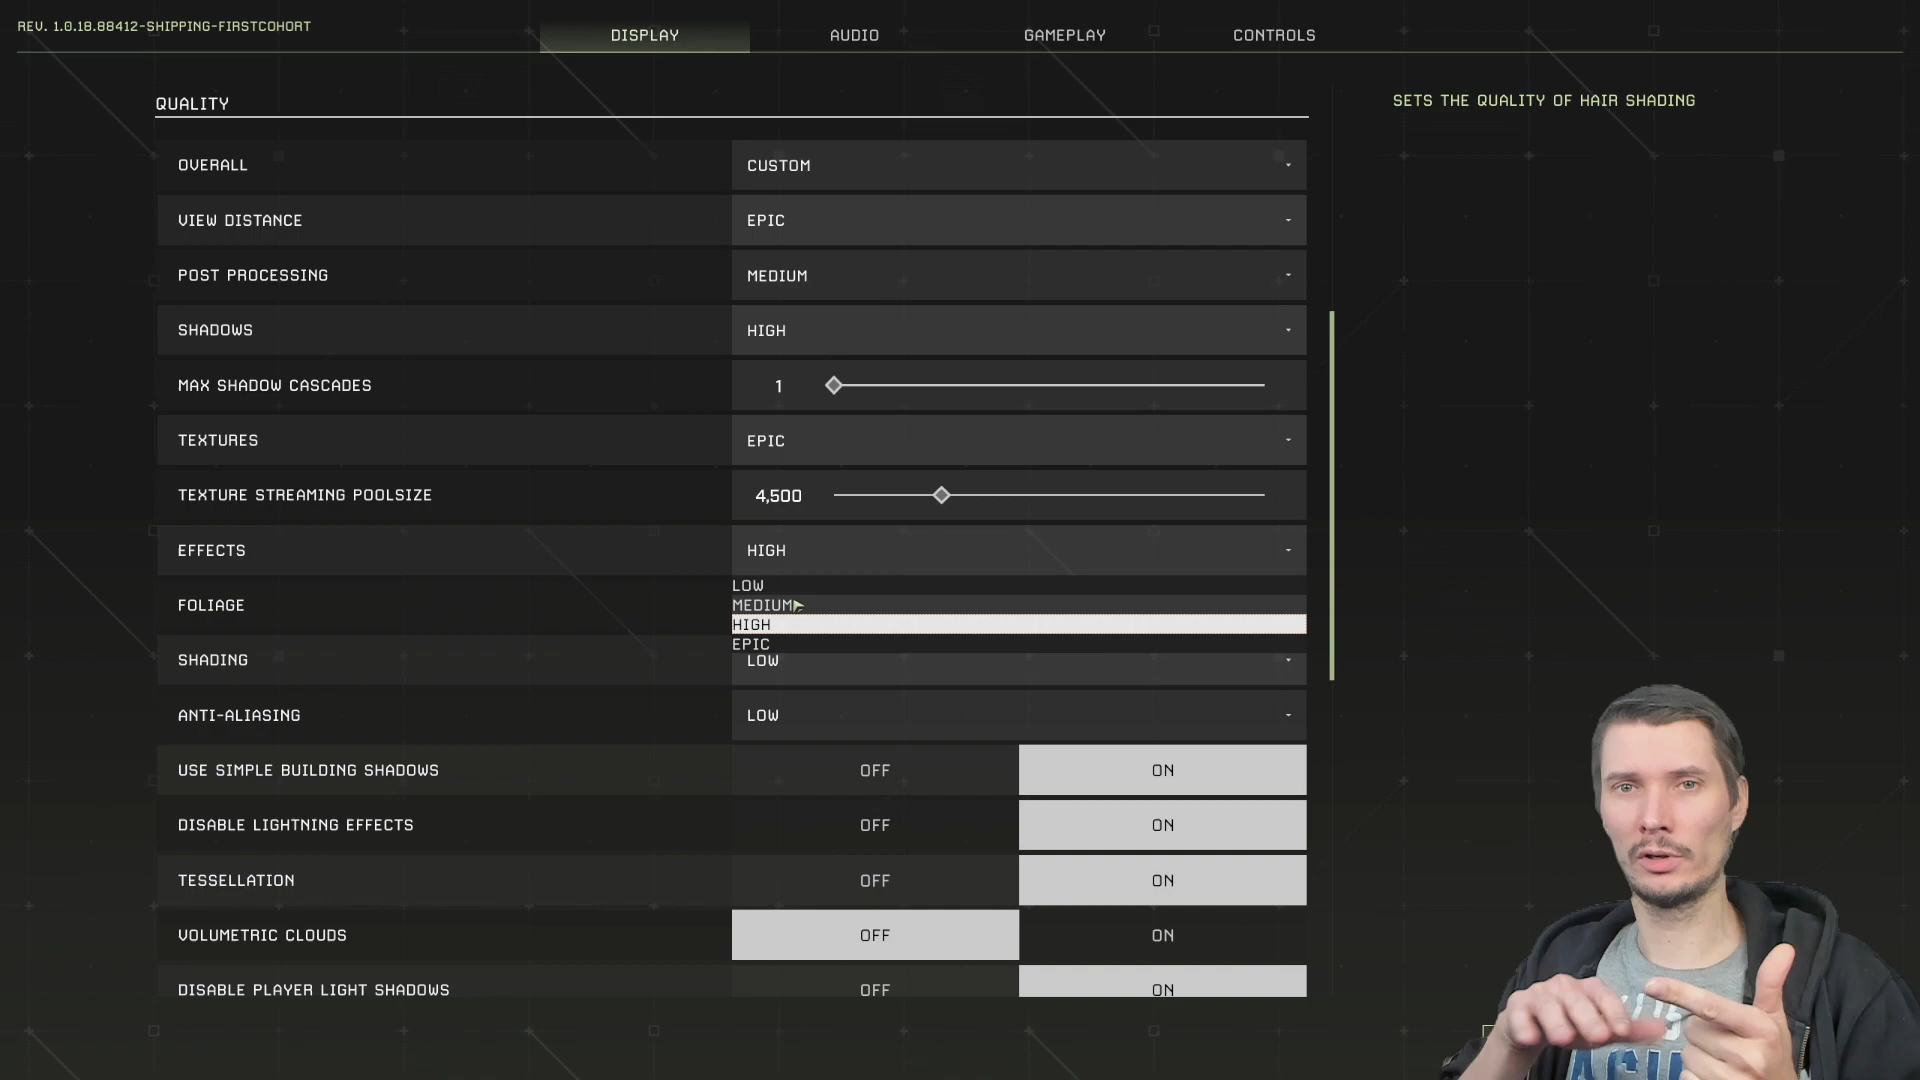 REV. 1.0.18.88412-SHIPPING-FIRSTCOHORT
DISPLAY
AUDIO
GAMEPLAY
CONTROLS
QUALITY
SETS THE QUALITY OF HAIR SHADING
OVERALL
CUSTOM
VIEW DISTANCE
EPIC
POST PROCESSING
MEDIUM
SHADOWS
HIGH
MAX SHADOW CASCADES
1
TEXTURES
EPIC
TEXTURE STREAMING POOLSIZE
4,500
EFFECTS
HIGH
LOW
FOLIAGE
MEDIUM
HIGH
EPIC
SHADING
LOW
ANTI-ALIASING
LOW
USE SIMPLE BUILDING SHADOWS
OFF
ON
DISABLE LIGHTNING EFFECTS
OFF
ON
TESSELLATION
OFF
ON
VOLUMETRIC CLOUDS
OFF
ON
DISABLE PLAYER LIGHT SHADOWS
OFF
ON